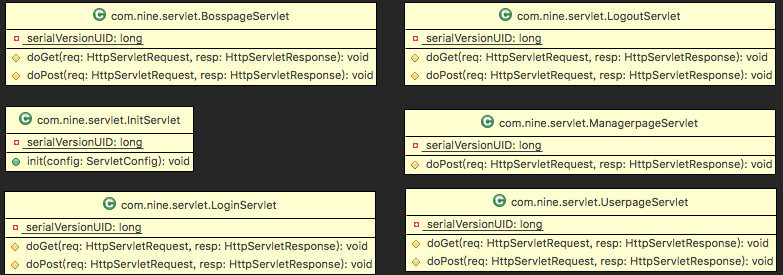 com.nine.servlet.BosspageServlet
serialVersionUID: long
doGet(req: HttpServletRequest, resp: HttpServletResponse): void
doPost(req: HttpServletRequest, resp: HttpServletResponse): void
com.nine.servlet.LogoutServlet
serialVersionUID: long
doGet(req: HttpServletRequest, resp: HttpServletResponse): void
doPost(req: HttpServletRequest, resp: HttpServletResponse): void
com.nine.servlet.InitServlet
serialVersionUID: long
init(config: ServletConfig): void
com.nine.servlet.ManagerpageServlet
serialVersionUID: long
doPost(req: HttpServletRequest, resp: HttpServletResponse): void
com.nine.servlet.LoginServlet
serialVersionUID: long
doGet(req: HttpServletRequest, resp: HttpServletResponse): void
doPost(req: HttpServletRequest, resp: HttpServletResponse): void
com.nine.servlet.UserpageServlet
serialVersionUID: long
doGet(req: HttpServletRequest, resp: HttpServletResponse): void
doPost(req: HttpServletRequest, resp: HttpServletResponse): void